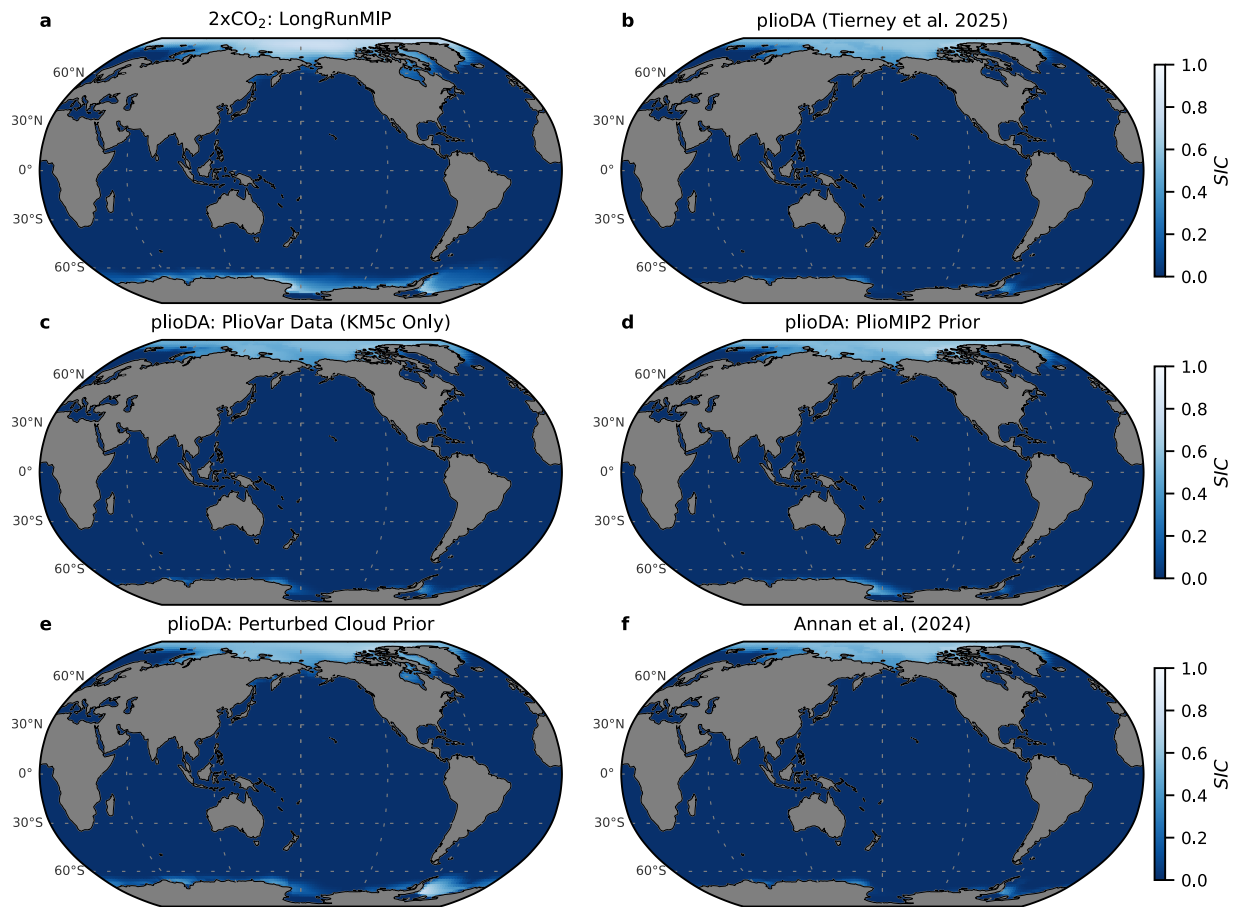 a 2xCO₂: LongRunMIP
b plioDA (Tierney et al. 2025)
60°N
30°N
0°
30°S
60°S
60°N
30°N
0°
30°S
60°S
1.0
0.8
0.6
0.4
0.2
0.0
SIC
c plioDA: PlioVar Data (KM5c Only)
d plioDA: PlioMIP2 Prior
60°N
30°N
0°
30°S
60°S
60°N
30°N
0°
30°S
60°S
1.0
0.8
0.6
0.4
0.2
0.0
SIC
e plioDA: Perturbed Cloud Prior
f Annan et al. (2024)
60°N
30°N
0°
30°S
60°S
60°N
30°N
0°
30°S
60°S
1.0
0.8
0.6
0.4
0.2
0.0
SIC